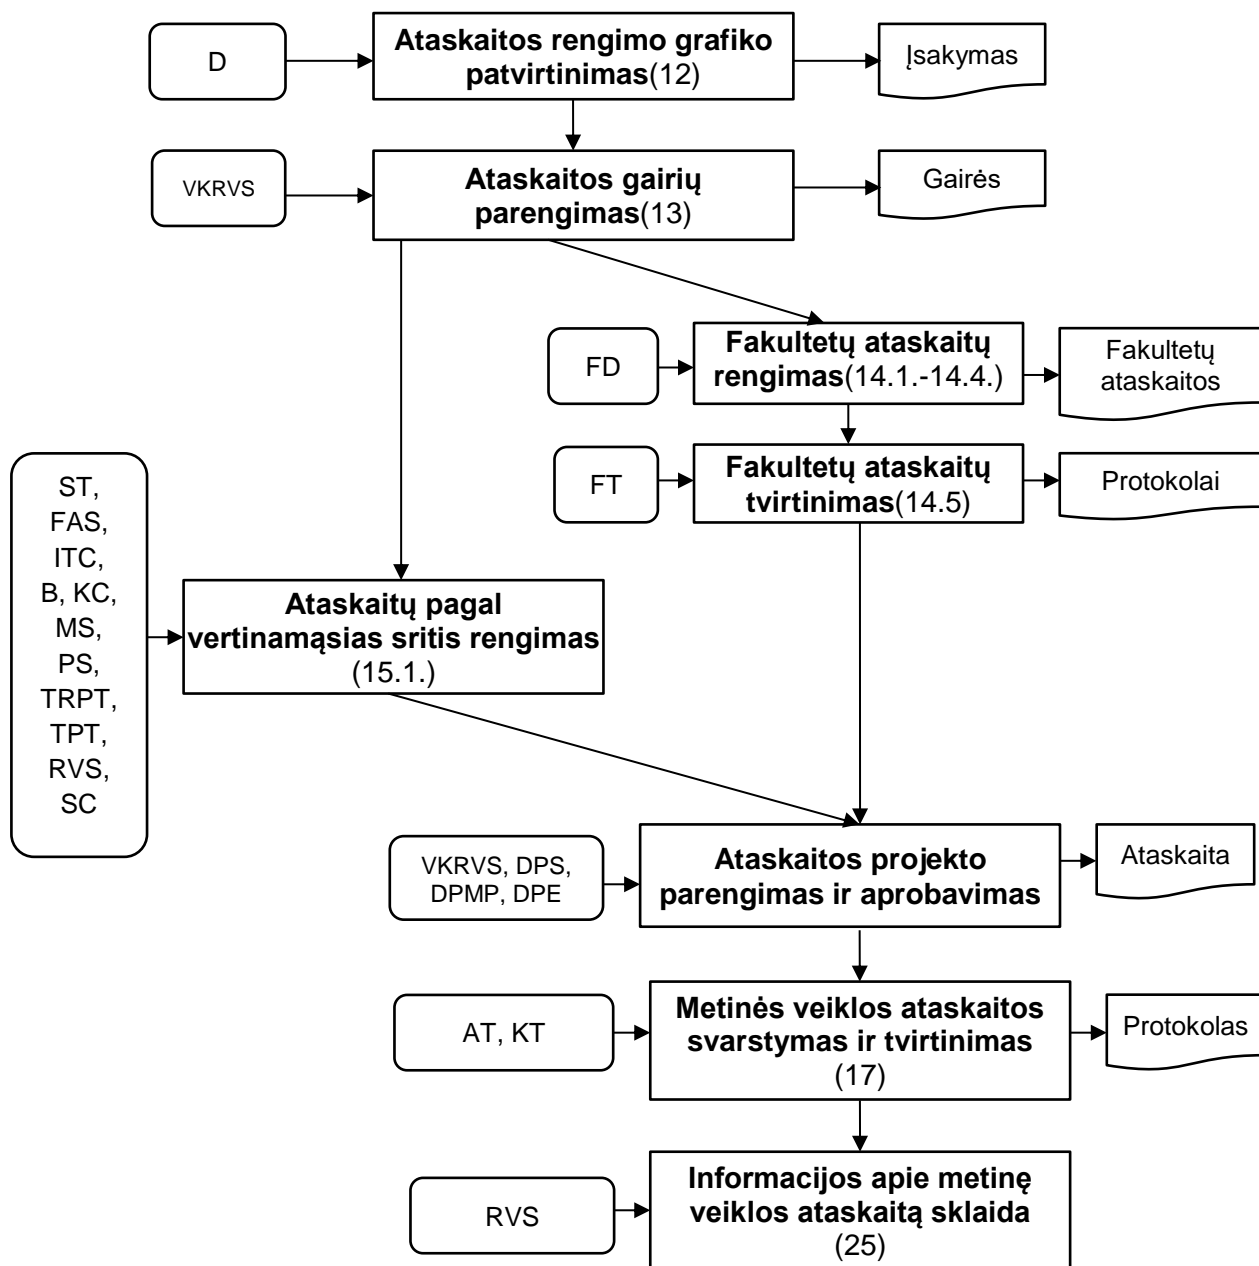 D
Ataskaitos rengimo grafiko
patvirtinimas(12)
Įsakymas
VKRVS
Ataskaitos gairių
parengimas(13)
Gairės
FD
Fakultetų ataskaitų
rengimas(14.1.-14.4.)
Fakultetų
ataskaitos
FT
Fakultetų ataskaitų
tvirtinimas(14.5)
Protokolai
ST,
FAS,
ITC,
B, KC,
MS,
PS,
TRPT,
TPT,
RVS,
SC
Ataskaitų pagal
vertinamąsias sritis rengimas
(15.1.)
VKRVS, DPS,
DPMP, DPE
Ataskaitos projekto
parengimas ir aprobavimas
Ataskaita
AT, KT
Metinės veiklos ataskaitos
svarstymas ir tvirtinimas
(17)
Protokolas
RVS
Informacijos apie metinę
veiklos ataskaitą sklaida
(25)